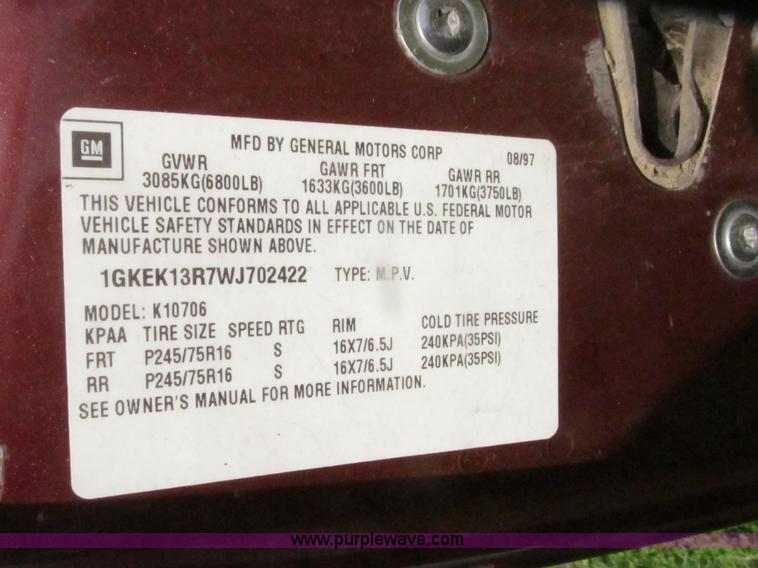 GM
MFD BY GENERAL MOTORS CORP 08/97
GVWR GAWR FRT GAWR RR
3085KG(6800LB) 1633KG(3600LB) 1701KG(3750LB)
THIS VEHICLE CONFORMS TO ALL APPLICABLE U.S. FEDERAL MOTOR
VEHICLE SAFETY STANDARDS IN EFFECT ON THE DATE OF
MANUFACTURE SHOWN ABOVE.
1GKEK13R7WJ702422 TYPE: M.P.V.
MODEL: K10706
KPAA TIRE SIZE SPEED RTG RIM COLD TIRE PRESSURE
FRT P245/75R16 S 16X7/6.5J 240KPA(35PSI)
RR P245/75R16 S 16X7/6.5J 240KPA(35PSI)
SEE OWNER'S MANUAL FOR MORE INFORMATION.
www.purplewave.com